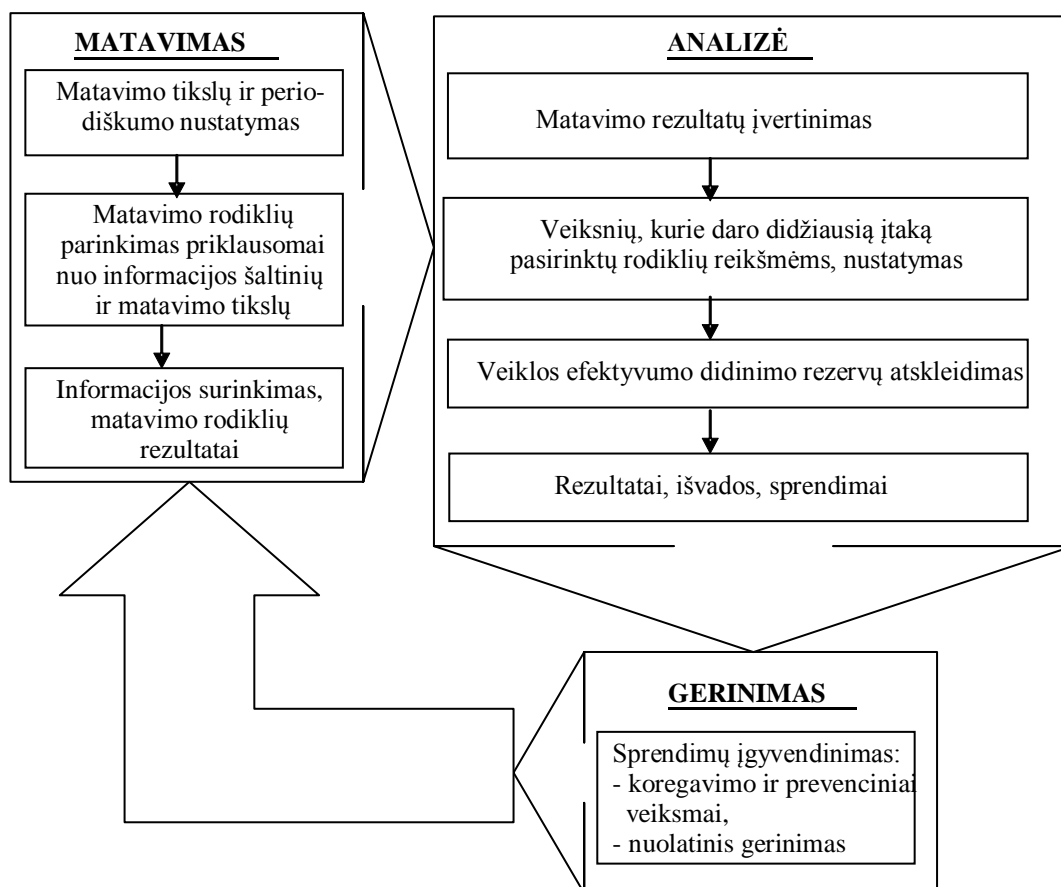 MATAVIMAS
Matavimo tikslų ir perio-
diškumo nustatymas
Matavimo rodiklių
parinkimas priklausomai
nuo informacijos šaltinių
ir matavimo tikslų
Informacijos surinkimas,
matavimo rodiklių
rezultatai
ANALIZĖ
Matavimo rezultatų įvertinimas
Veiksnių, kurie daro didžiausią įtaką
pasirinktų rodiklių reikšmėms, nustatymas
Veiklos efektyvumo didinimo rezervų atskleidimas
Rezultatai, išvados, sprendimai
GERINIMAS
Sprendimų įgyvendinimas:
- koregavimo ir prevenciniai
veiksmai,
- nuolatinis gerinimas